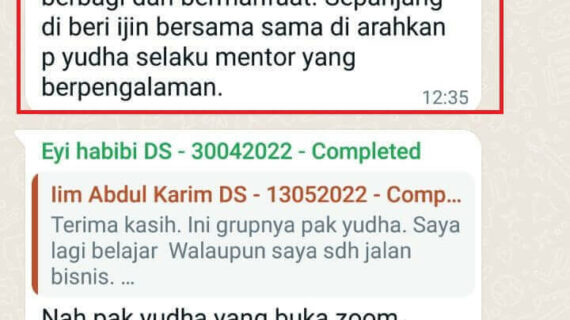 berbagi dan bermanfaat. Sepanjang
di beri ijin bersama sama di arahkan
p yudha selaku mentor yang
berpengalaman.
12:35
Eyi habibi DS - 30042022 - Completed
Iim Abdul Karim DS - 13052022 - Comp...
Terima kasih. Ini grupnya pak yudha. Saya
lagi belajar Walaupun saya sdh jalan
bisnis. ...
Nah pak yudha yang buka zoom